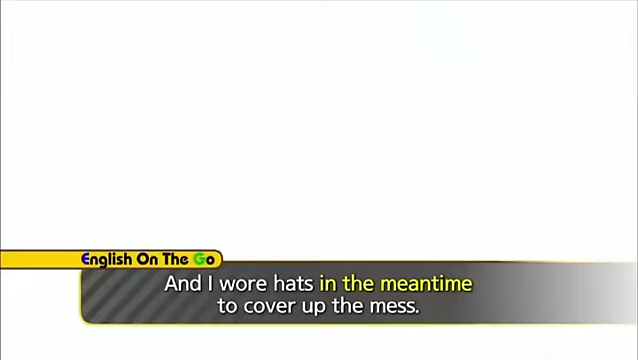 English On The Go
And I wore hats in the meantime
to cover up the mess.